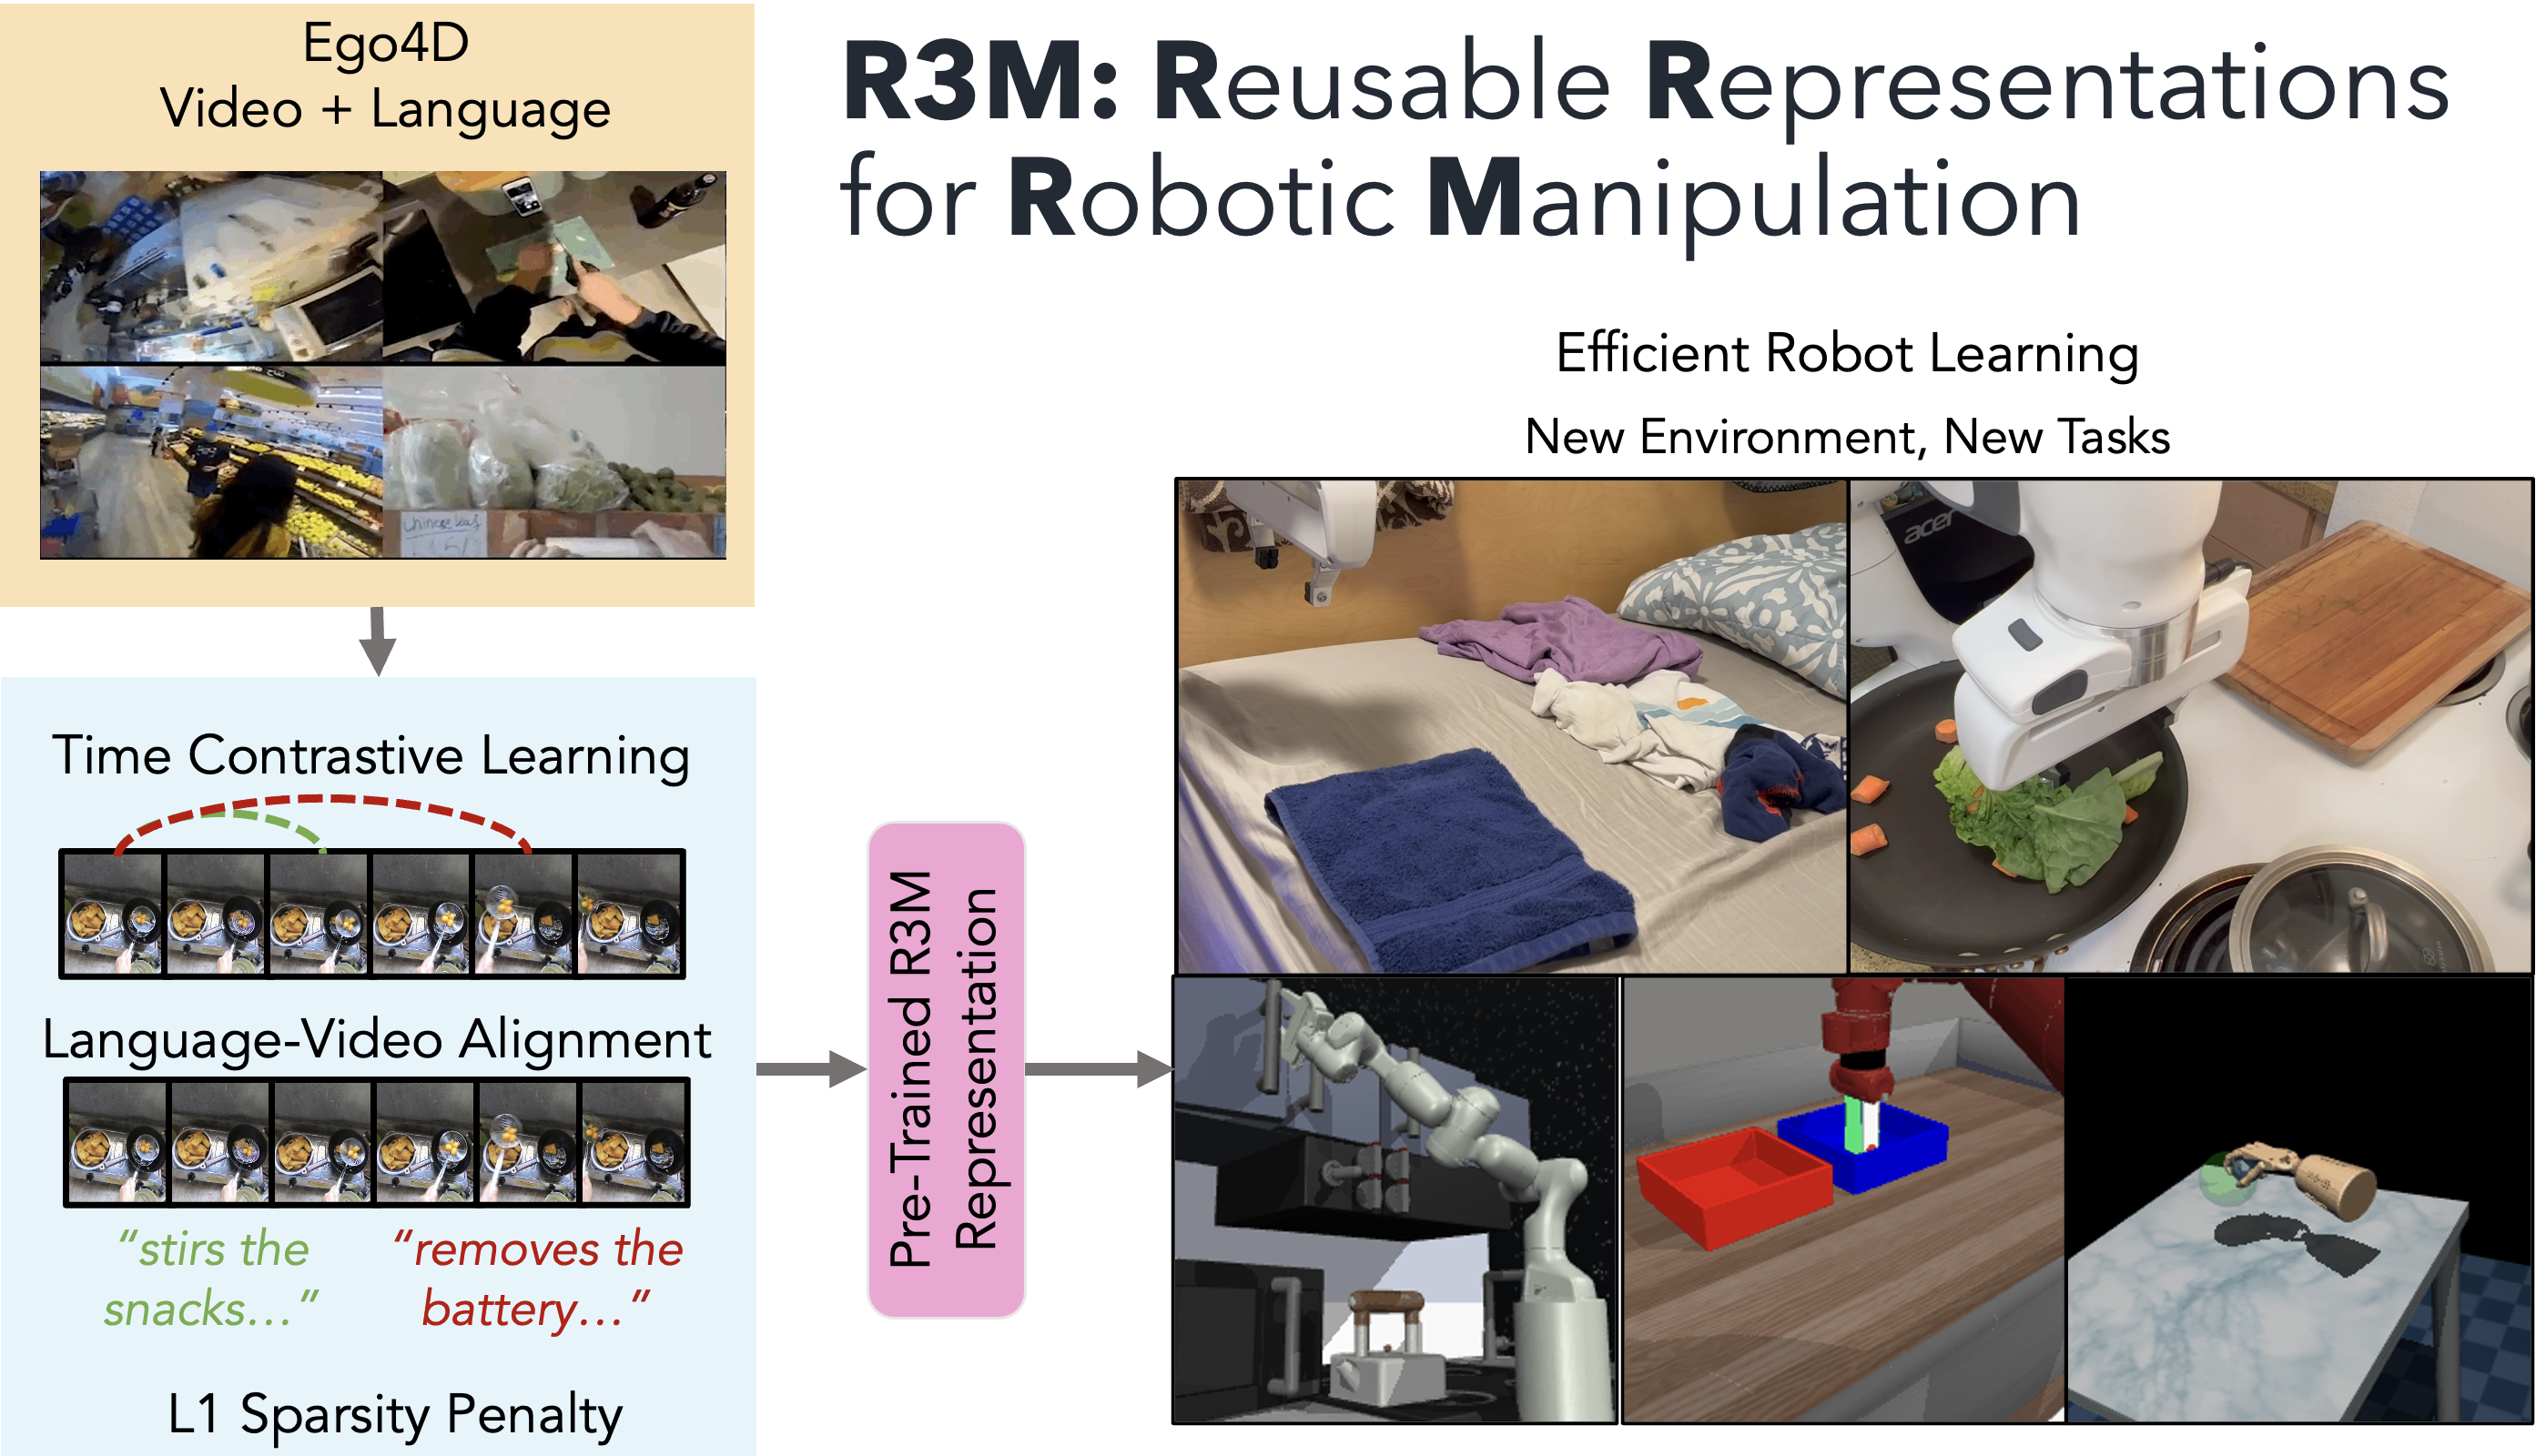 Ego4D
Video + Language
R3M: Reusable Representations
for Robotic Manipulation
Efficient Robot Learning
New Environment, New Tasks
acer
Time Contrastive Learning
Language-Video Alignment
“stirs the
snacks…”
“removes the
battery…”
L1 Sparsity Penalty
Pre-Trained R3M
Representation